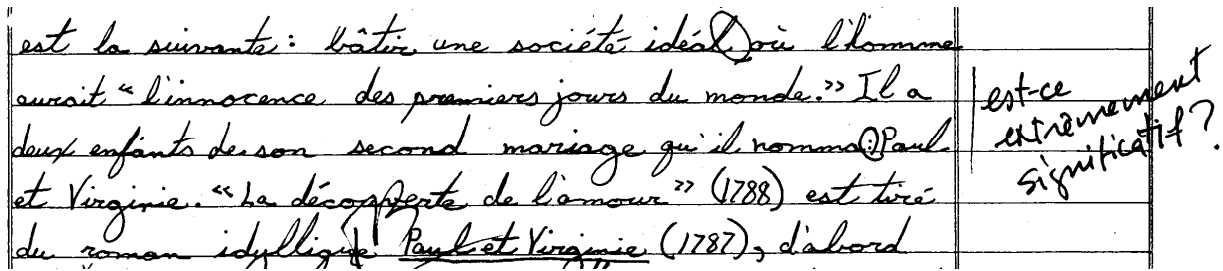 est la suivante : bâtir une société idéal où l'homme
aurait "l'innocence des premiers jours du monde." Il a
deux enfants de son second mariage qu'il nomma : Paul
et Virginie. "La découverte de l'amour" (1788) est tiré
du roman idyllique Paul et Virginie (1787), d'abord
est-ce
extrêmement
significatif ?